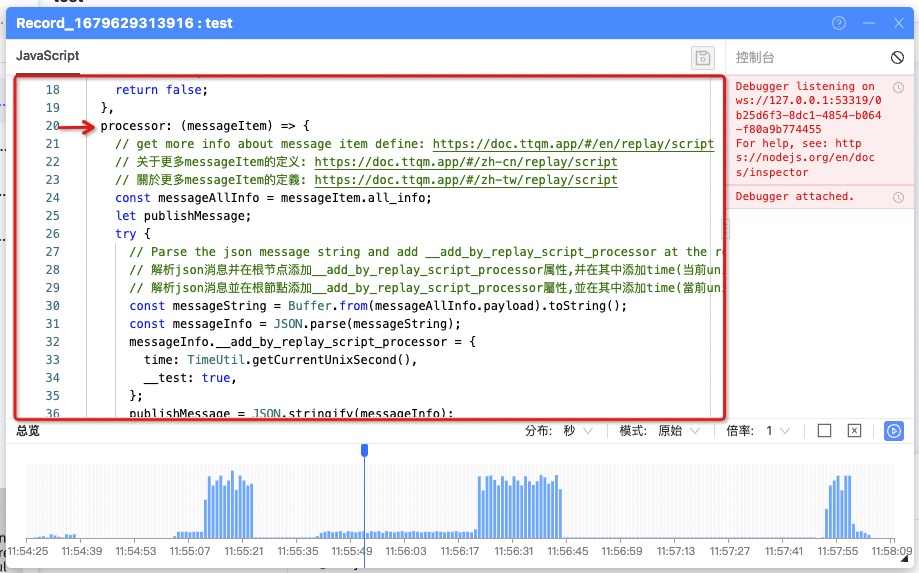 test
Record_1679629313916 : test
JavaScript
控制台
18 return false;
19 },
20 processor: (messageItem) => {
21 // get more info about message item define: https://doc.ttqm.app/#/en/replay/script
22 // 关于更多messageItem的定义: https://doc.ttqm.app/#/zh-cn/replay/script
23 // 關於更多messageItem的定義: https://doc.ttqm.app/#/zh-tw/replay/script
24 const messageAllInfo = messageItem.all_info;
25 let publishMessage;
26 try {
27 // Parse the json message string and add __add_by_replay_script_processor at the r
28 // 解析json消息并在根节点添加__add_by_replay_script_processor属性,并在其中添加time(当前uni
29 // 解析json消息並在根節點添加__add_by_replay_script_processor屬性,並在其中添加time(當前uni
30 const messageString = Buffer.from(messageAllInfo.payload).toString();
31 const messageInfo = JSON.parse(messageString);
32 messageInfo.__add_by_replay_script_processor = {
33 time: TimeUtil.getCurrentUnixSecond(),
34 __test: true,
35 };
36 publishMessage = JSON.stringify(messageInfo);
Debugger listening on
ws://127.0.0.1:53319/0
b25d6f3-8dc1-4854-b064
-f80a9b774455
For help, see: http
s://nodejs.org/en/doc
s/inspector
Debugger attached.
总览
分布: 秒
模式: 原始
倍率: 1
11:54:25 11:54:39 11:54:53 11:55:07 11:55:21 11:55:35 11:55:49 11:56:03 11:56:17 11:56:31 11:56:45 11:56:59 11:57:13 11:57:27 11:57:41 11:57:55 11:58:09